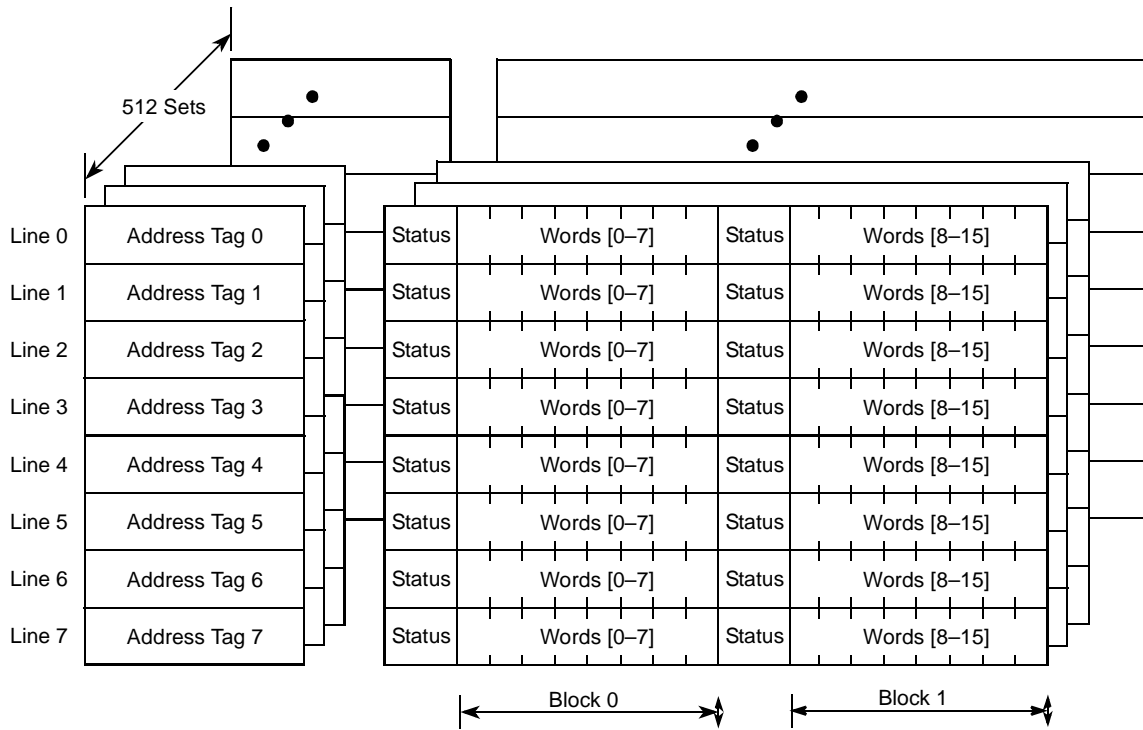 512 Sets
Line 0 Address Tag 0 Status Words [0–7] Status Words [8–15]
Line 1 Address Tag 1 Status Words [0–7] Status Words [8–15]
Line 2 Address Tag 2 Status Words [0–7] Status Words [8–15]
Line 3 Address Tag 3 Status Words [0–7] Status Words [8–15]
Line 4 Address Tag 4 Status Words [0–7] Status Words [8–15]
Line 5 Address Tag 5 Status Words [0–7] Status Words [8–15]
Line 6 Address Tag 6 Status Words [0–7] Status Words [8–15]
Line 7 Address Tag 7 Status Words [0–7] Status Words [8–15]
Block 0 Block 1